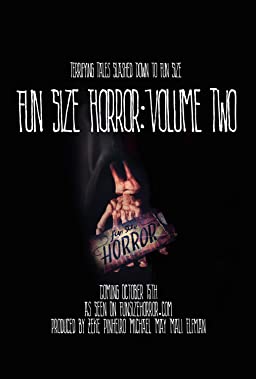 TERRIFYING TALES SLASHED DOWN TO FUN SIZE
FUN SIZE HORROR: VOLUME TWO
fun size
HORROR
COMING OCTOBER 15TH
AS SEEN ON FUNSIZEHORROR.COM
PRODUCED BY ZEKE PINHEIRO MICHAEL MAY MALI ELFMAN